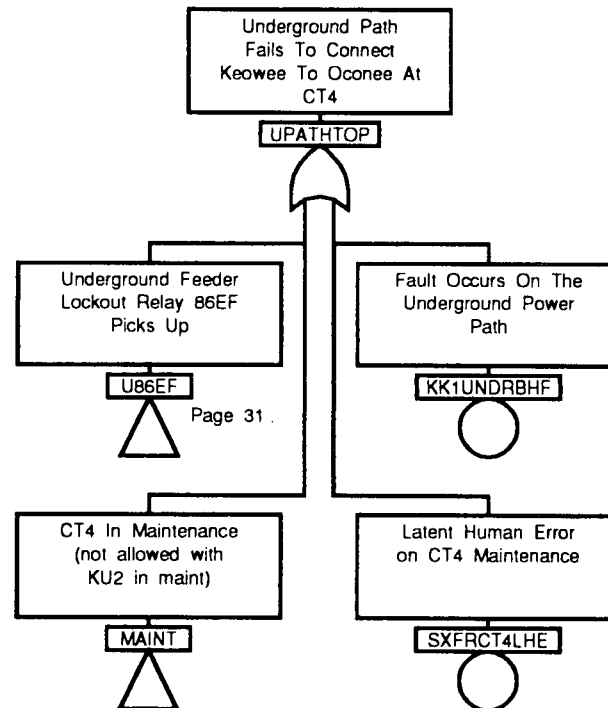 Underground Path
Fails To Connect
Keowee To Oconee At
CT4
UPATHTOP
Underground Feeder
Lockout Relay 86EF
Picks Up
U86EF
Page 31
Fault Occurs On The
Underground Power
Path
KK1UNDRBHF
CT4 In Maintenance
(not allowed with
KU2 in maint)
MAINT
Latent Human Error
on CT4 Maintenance
SXFRCT4LHE